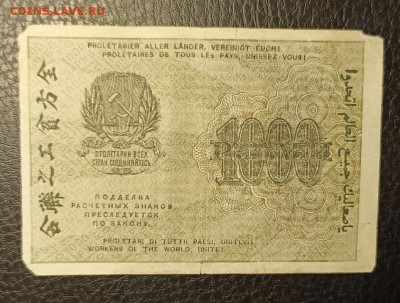 COINS.LAVE.RU
PROLETARIER ALLER LÄNDER, VEREINIGT EUCH!
PROLÉTAIRES DE TOUS LES PAYS, UNISSEZ-VOUS!
ПРОЛЕТАРИИ ВСЕХ
СТРАН СОЕДИНЯЙТЕСЬ
1000
ПОДДЕЛКА
РАСЧЕТНЫХ ЗНАКОВ
ПРЕСЛЕДУЕТСЯ
ПО ЗАКОНУ.
PROLETARI DI TUTTI I PAESI, UNITEVI!
WORKERS OF THE WORLD, UNITE!